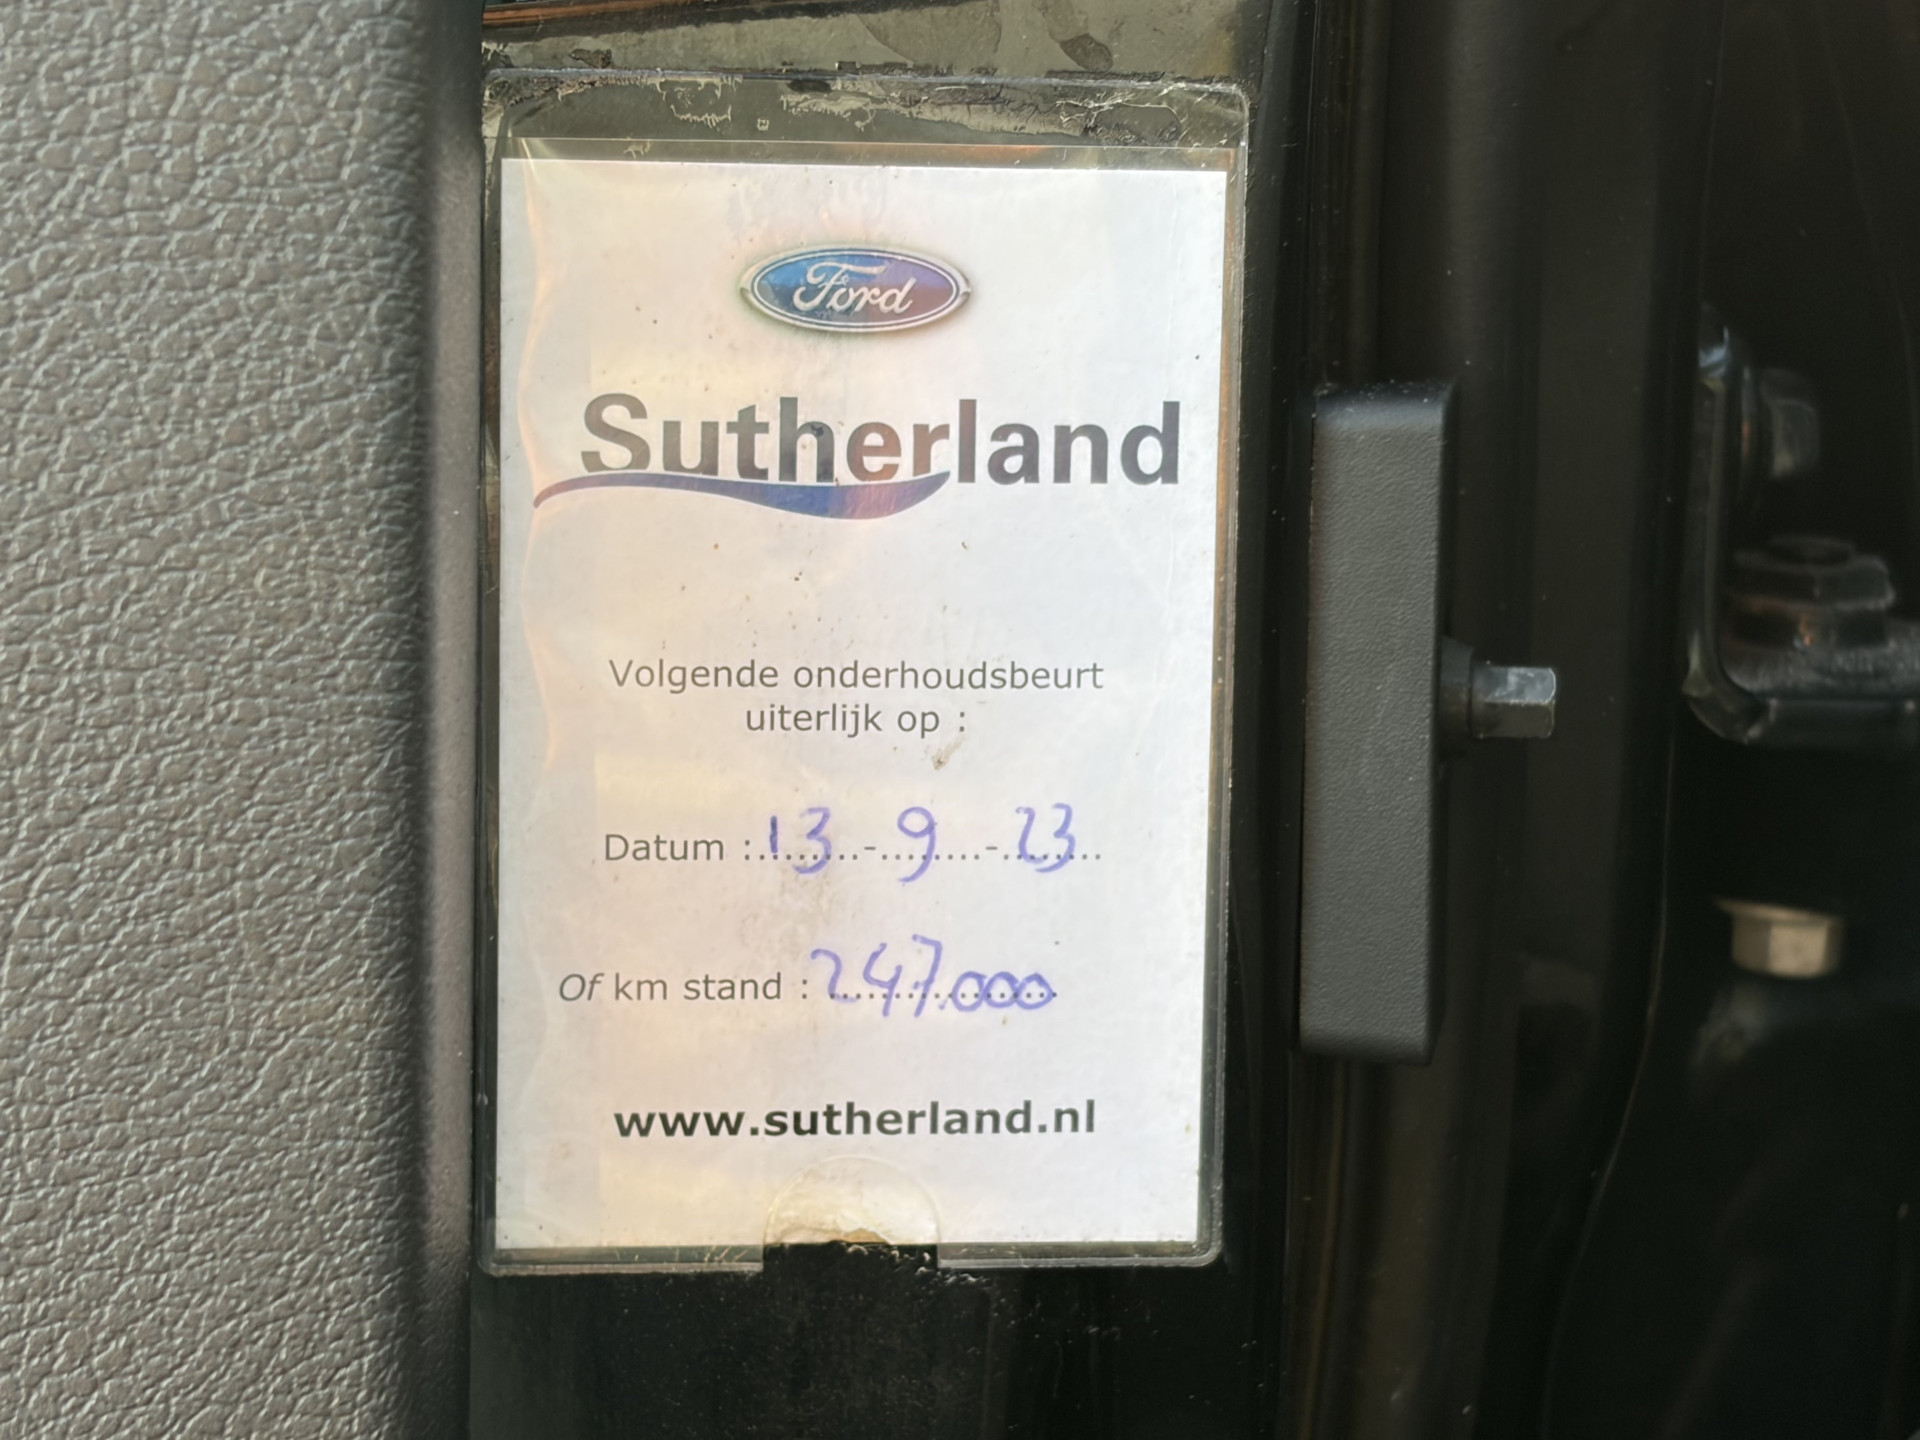 Ford
Sutherland
Volgende onderhoudsbeurt
uiterlijk op :
Datum :.........-.........-.........
13 9 23
Of km stand : 247.000
www.sutherland.nl